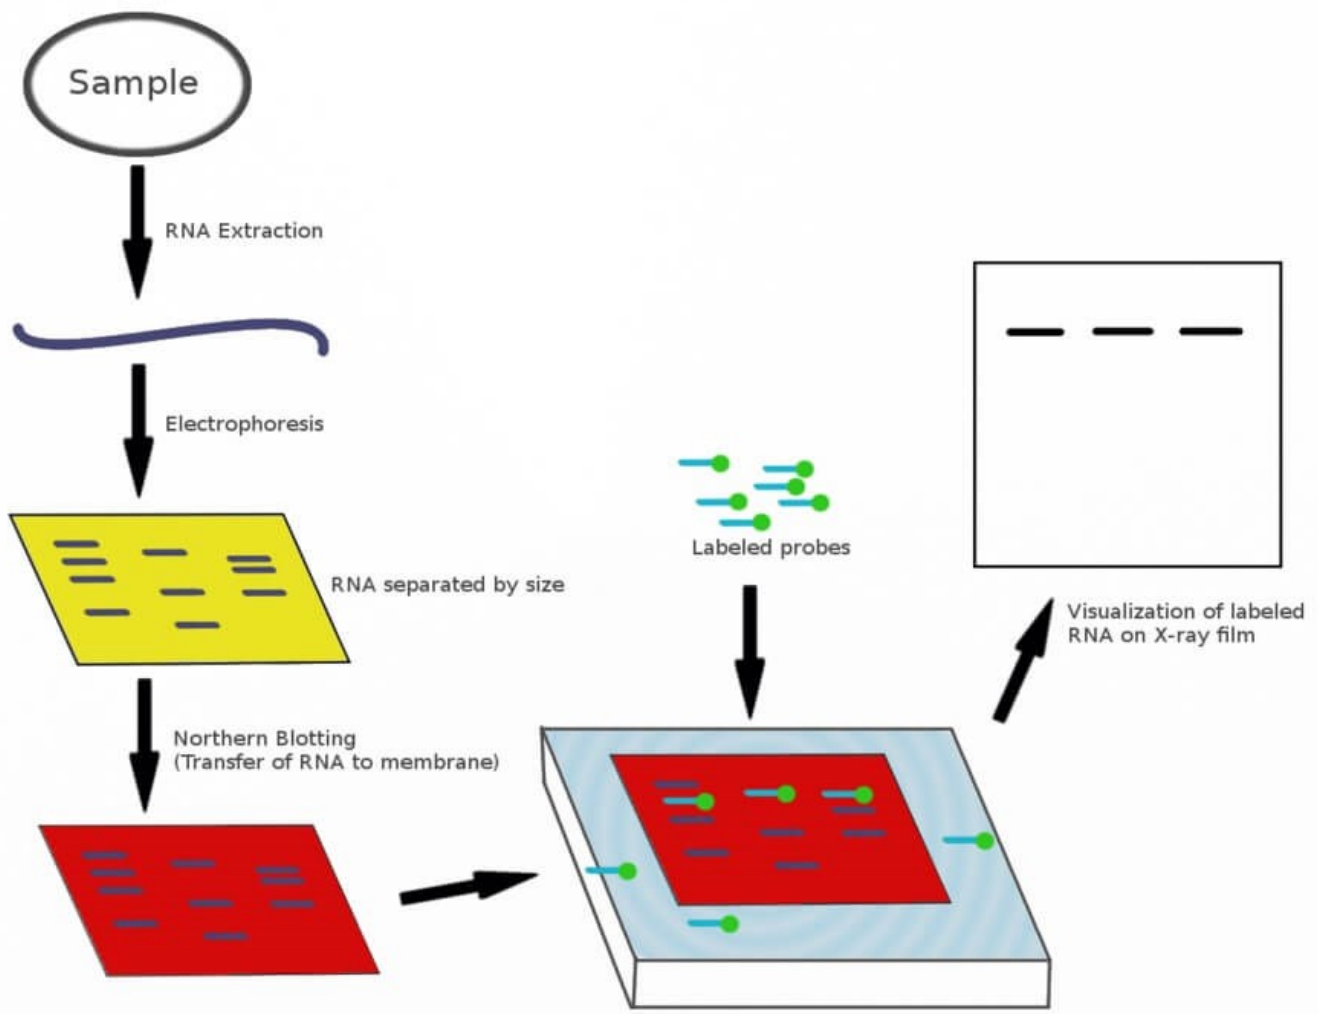 Sample
RNA Extraction
Electrophoresis
RNA separated by size
Northern Blotting
(Transfer of RNA to membrane)
Labeled probes
Visualization of labeled
RNA on X-ray film